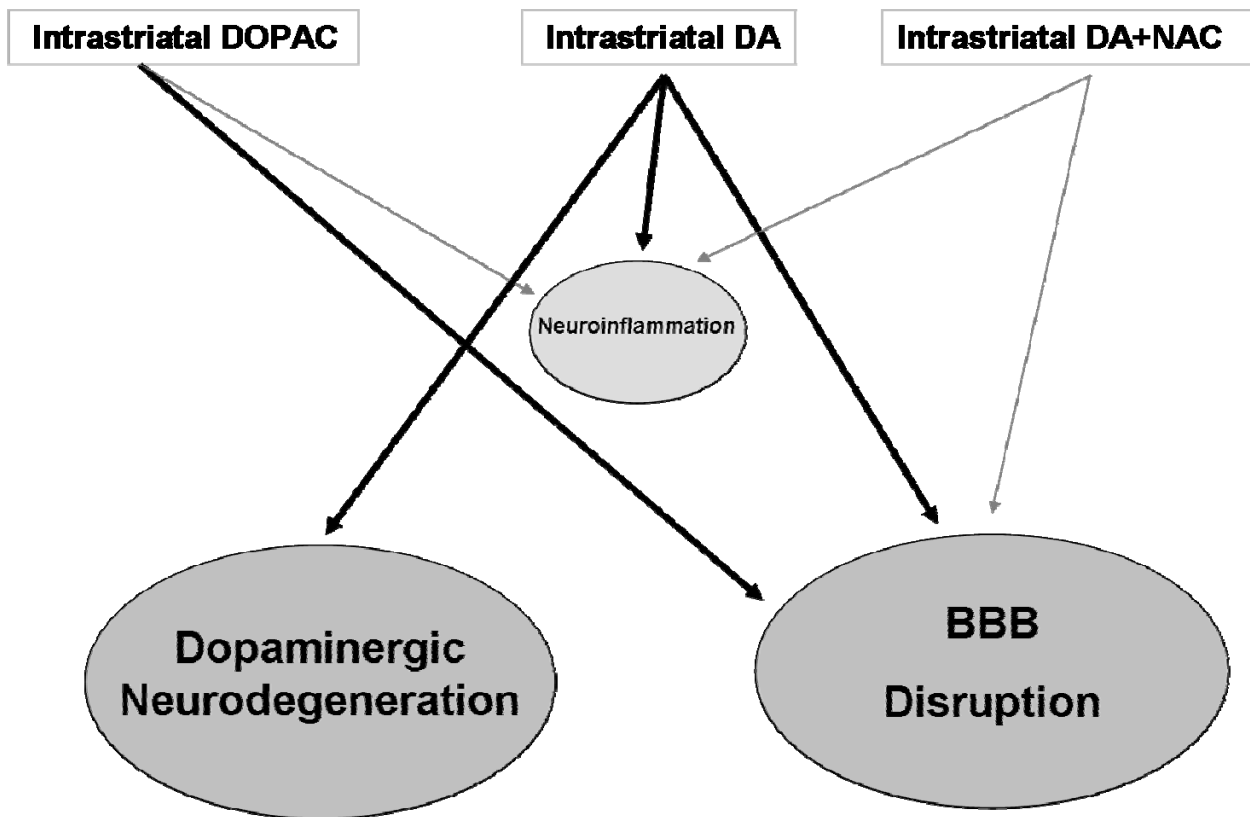 Intrastriatal DOPAC
Intrastriatal DA
Intrastriatal DA+NAC
Neuroinflammation
Dopaminergic
Neurodegeneration
BBB
Disruption